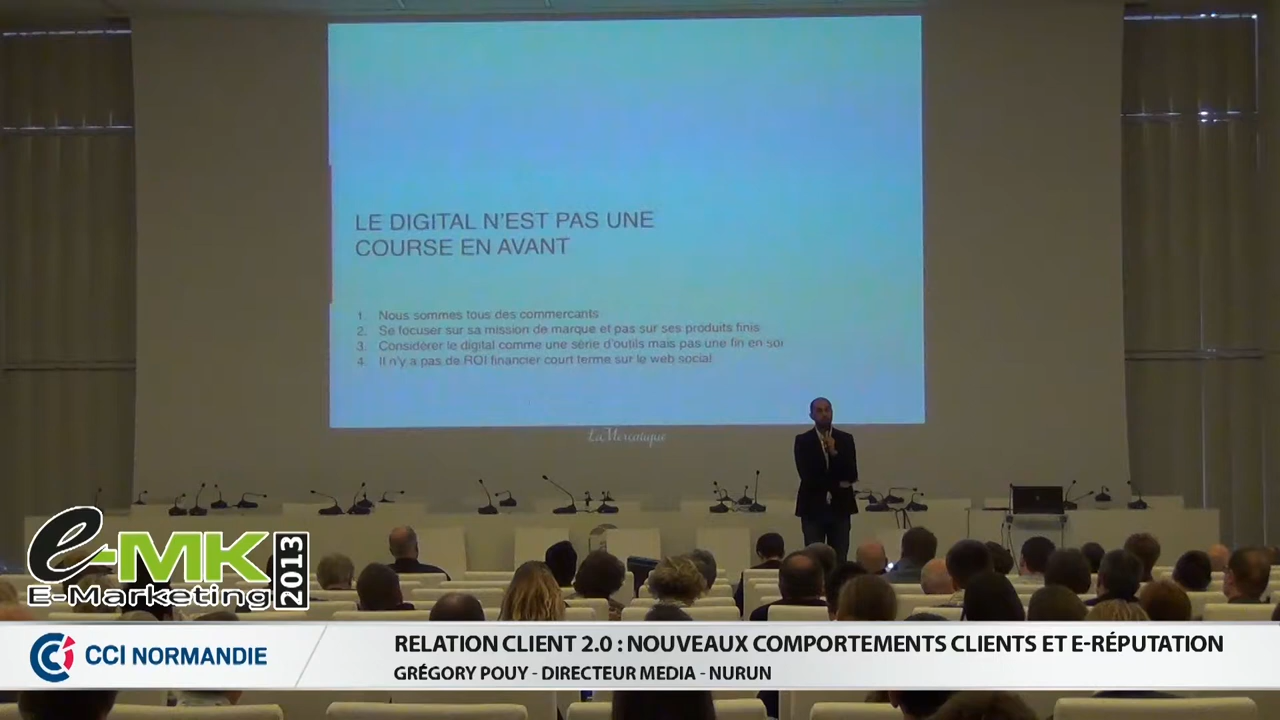 LE DIGITAL N'EST PAS UNE
COURSE EN AVANT
1. Nous sommes tous des commercants
2. Se focuser sur sa mission de marque et pas sur ses produits finis
3. Considérer le digital comme une série d'outils mais pas une fin en soi
4. Il n'y a pas de ROI financier court terme sur le web social
LaMercatique
e-MK
E-Marketing 2013
CCI NORMANDIE
RELATION CLIENT 2.0 : NOUVEAUX COMPORTEMENTS CLIENTS ET E-RÉPUTATION
GRÉGORY POUY - DIRECTEUR MEDIA - NURUN